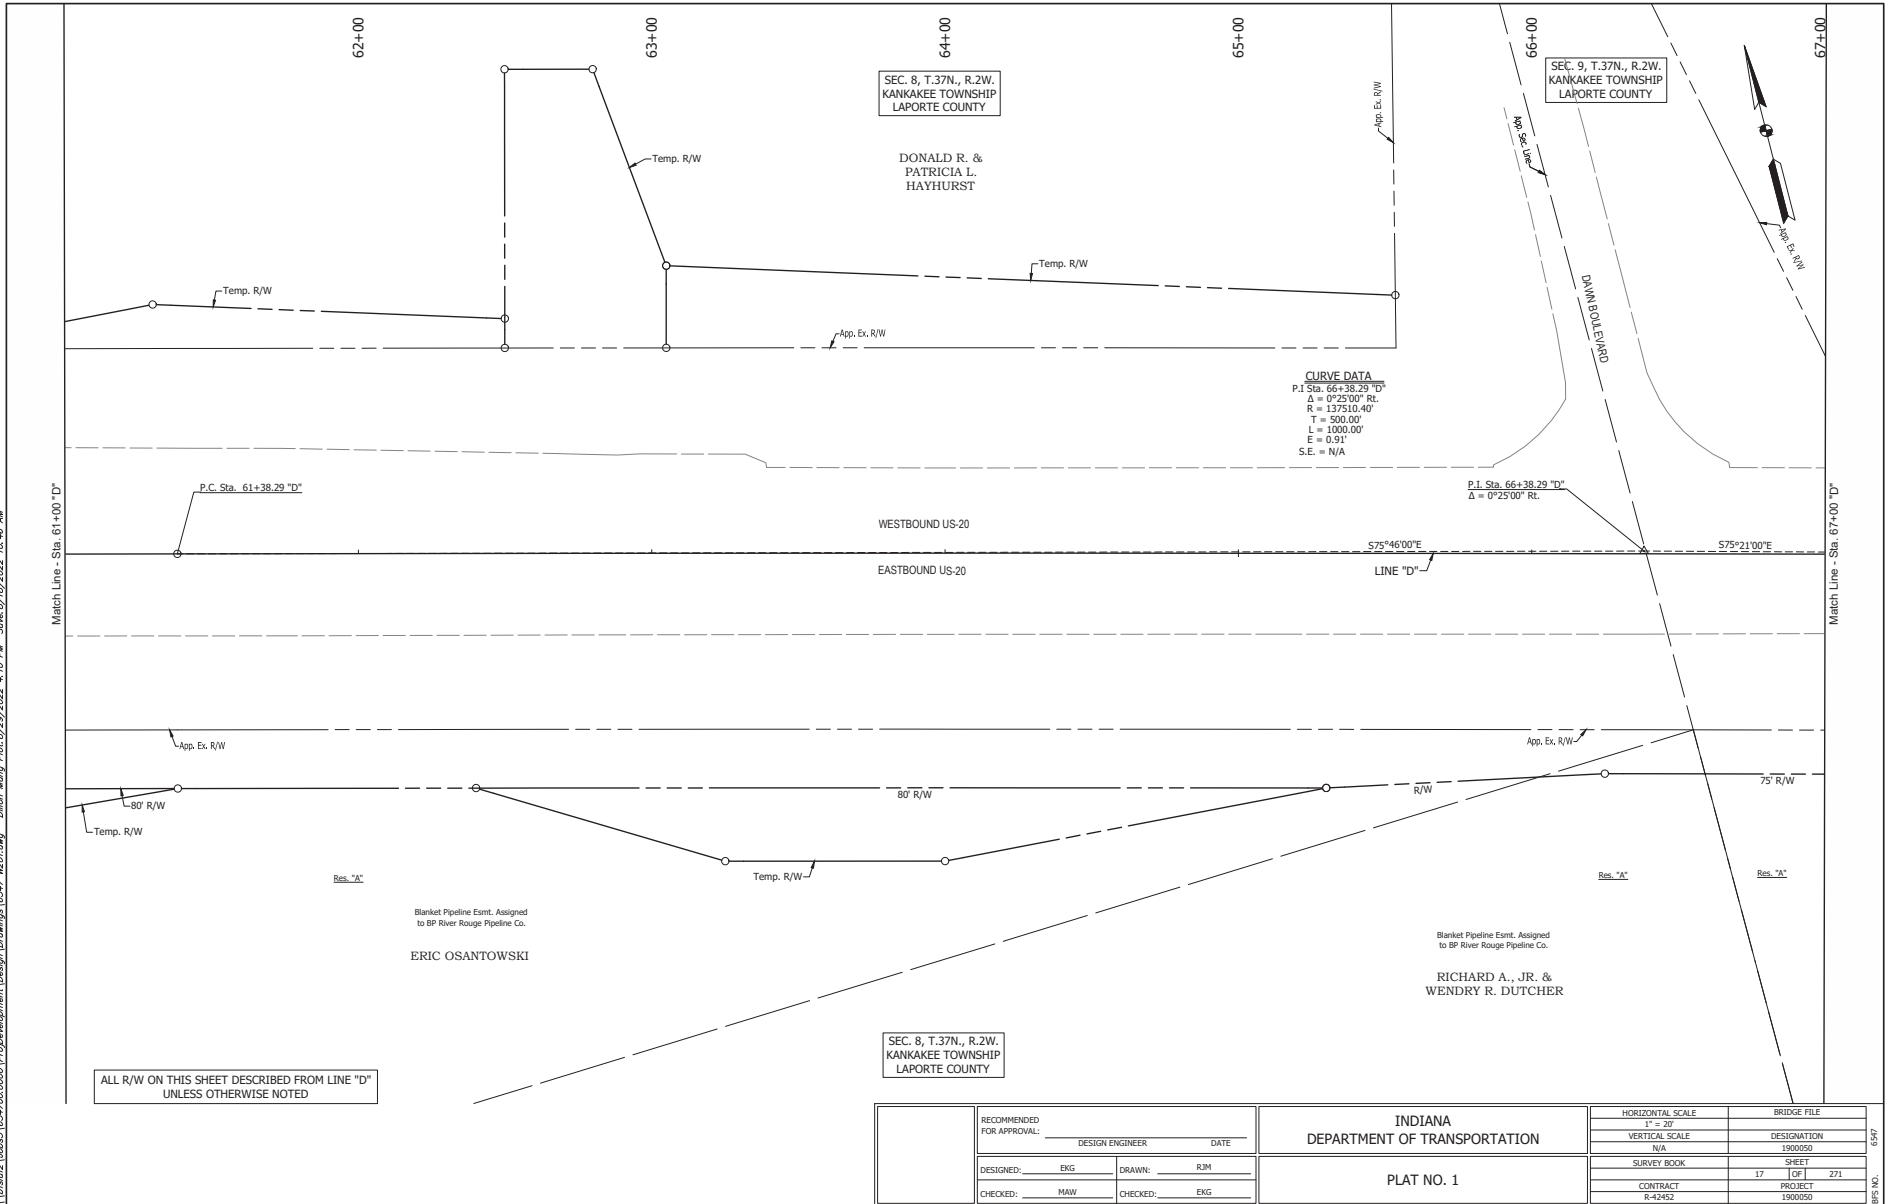 62+00
63+00
64+00
65+00
66+00
67+00
SEC. 8, T.37N., R.2W.
KANKAKEE TOWNSHIP
LAPORTE COUNTY
SEC. 9, T.37N., R.2W.
KANKAKEE TOWNSHIP
LAPORTE COUNTY
App. Ex. R/W
App. Sec. Line
Temp. R/W
DONALD R. &
PATRICIA L.
HAYHURST
App. Ex. R/W
Temp. R/W
Temp. R/W
DAWN BOULEVARD
App. Ex. R/W
CURVE DATA
P.I Sta. 66+38.29 "D"
Δ = 0°25'00" Rt.
R = 137510.40'
T = 500.00'
L = 1000.00'
E = 0.91'
S.E. = N/A
P.C. Sta. 61+38.29 "D"
P.I. Sta. 66+38.29 "D"
Δ = 0°25'00" Rt.
Match Line - Sta. 61+00 "D"
Match Line - Sta. 67+00 "D"
WESTBOUND US-20
S75°46'00"E
S75°21'00"E
EASTBOUND US-20
LINE "D"
App. Ex. R/W
App. Ex. R/W
80' R/W
80' R/W
R/W
75' R/W
Temp. R/W
Temp. R/W
Res. "A"
Res. "A"
Res. "A"
Blanket Pipeline Esmt. Assigned
to BP River Rouge Pipeline Co.
ERIC OSANTOWSKI
Blanket Pipeline Esmt. Assigned
to BP River Rouge Pipeline Co.
RICHARD A., JR. &
WENDRY R. DUTCHER
SEC. 8, T.37N., R.2W.
KANKAKEE TOWNSHIP
LAPORTE COUNTY
ALL R/W ON THIS SHEET DESCRIBED FROM LINE "D"
UNLESS OTHERWISE NOTED
RECOMMENDED
FOR APPROVAL:
DESIGN ENGINEER DATE
DESIGNED: EKG DRAWN: RJM
CHECKED: MAW CHECKED: EKG
INDIANA
DEPARTMENT OF TRANSPORTATION
PLAT NO. 1
HORIZONTAL SCALE
1" = 20'
VERTICAL SCALE
N/A
SURVEY BOOK
CONTRACT
R-42452
BRIDGE FILE
DESIGNATION
1900050
SHEET
17 OF 271
PROJECT
1900050
BPS NO. 6547